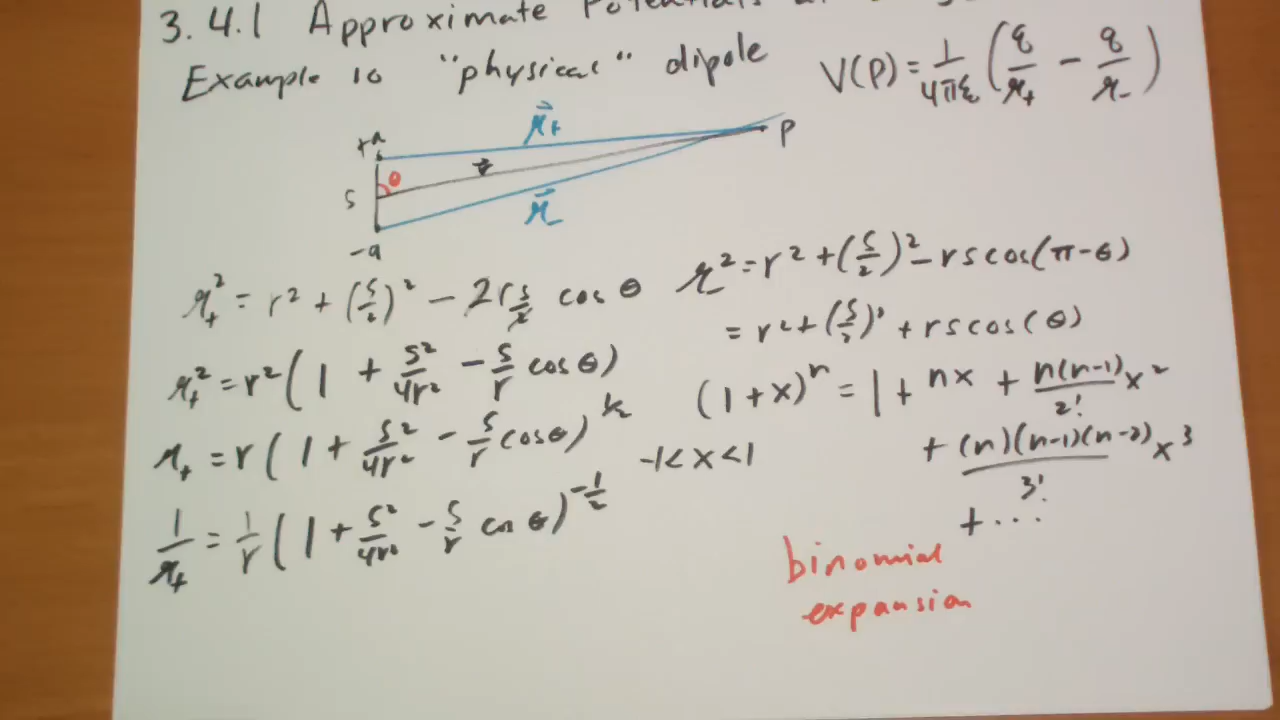 3.4.1 Approximate Potentials at
Example 10 "physical" dipole
V(P) = 1/4πε₀ (q/𝓇₊ − q/𝓇₋)
+q
𝓇₊
P
θ
r
s
𝓇₋
-q
𝓇₊² = r² + (s/2)² − 2r s/2 cos θ
𝓇₊² = r² (1 + s²/4r² − s/r cos θ)
𝓇₊ = r (1 + s²/4r² − s/r cosθ)^½
1/𝓇₊ = 1/r (1 + s²/4r² − s/r cos θ)^-1/2
𝓇₋² = r² + (s/2)² − r s cos(π-θ)
= r² + (s/2)² + r s cos(θ)
(1+x)ⁿ = 1 + nx + n(n-1)/2! x²
+ (n)(n-1)(n-2)/3! x³
+ ...
-1< x <1
binomial
expansion